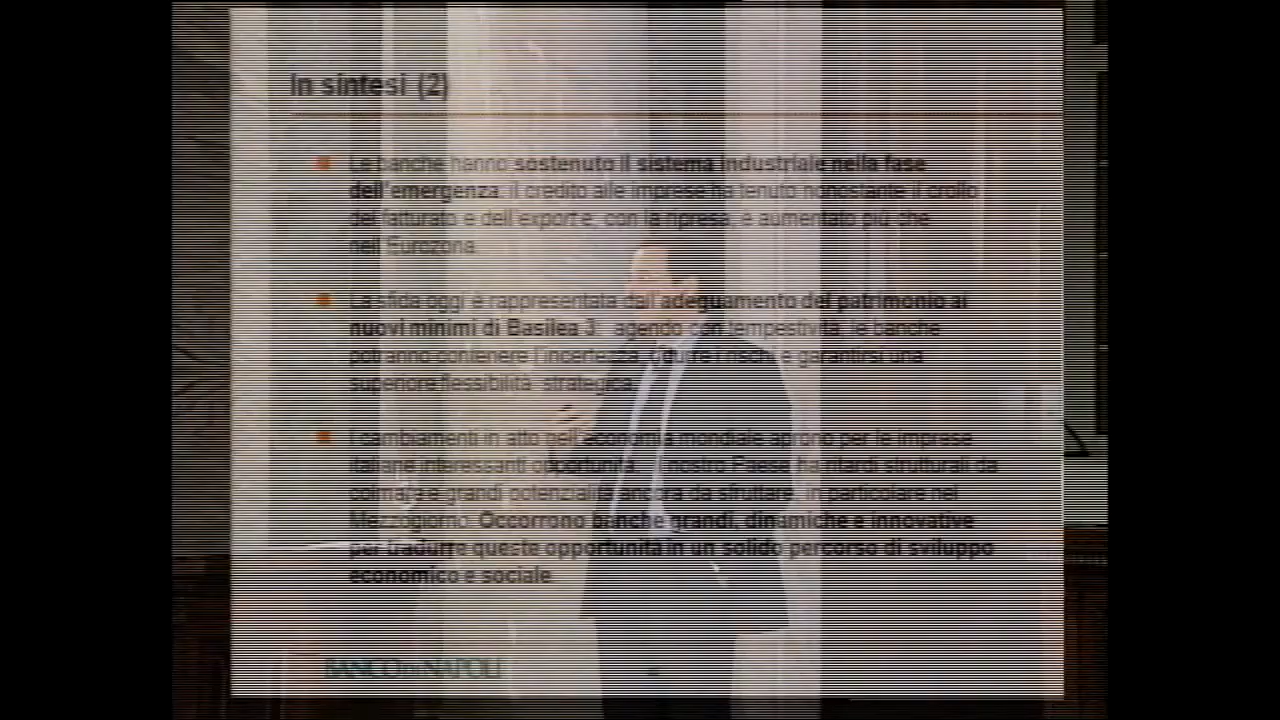 In sintesi (2)
Le banche hanno sostenuto il sistema industriale nella fase
dell'emergenza: il credito alle imprese ha tenuto nonostante il crollo
del fatturato e dell'export e, con la ripresa, è aumentato più che
nell'Eurozona.
La sfida oggi è rappresentata dall'adeguamento del patrimonio ai
nuovi minimi di Basilea 3: agendo con tempestività, le banche
potranno contenere l'incertezza, ridurre i rischi e garantirsi una
superiore flessibilità strategica.
I cambiamenti in atto nell'economia mondiale aprono per le imprese
italiane interessanti opportunità. Il nostro Paese ha ritardi strutturali da
colmare e grandi potenzialità ancora da sfruttare, in particolare nel
Mezzogiorno. Occorrono banche grandi, dinamiche e innovative
per tradurre queste opportunità in un solido percorso di sviluppo
economico e sociale.
BANCO DI NAPOLI